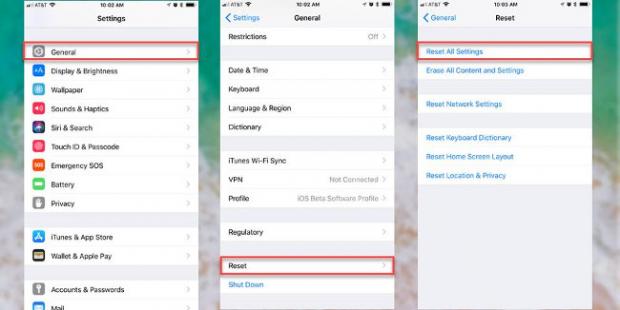 AT&T
10:02 AM
Settings
General
Display & Brightness
Wallpaper
Sounds & Haptics
Siri & Search
Touch ID & Passcode
SOS
Emergency SOS
Battery
Privacy
iTunes & App Store
Wallet & Apple Pay
Accounts & Passwords
Mail
AT&T
10:02 AM
Settings
General
Restrictions
Off
Date & Time
Keyboard
Language & Region
Dictionary
iTunes Wi-Fi Sync
VPN
Not Connected
Profile
iOS Beta Software Profile
Regulatory
Reset
Shut Down
AT&T
10:03 AM
General
Reset
Reset All Settings
Erase All Content and Settings
Reset Network Settings
Reset Keyboard Dictionary
Reset Home Screen Layout
Reset Location & Privacy